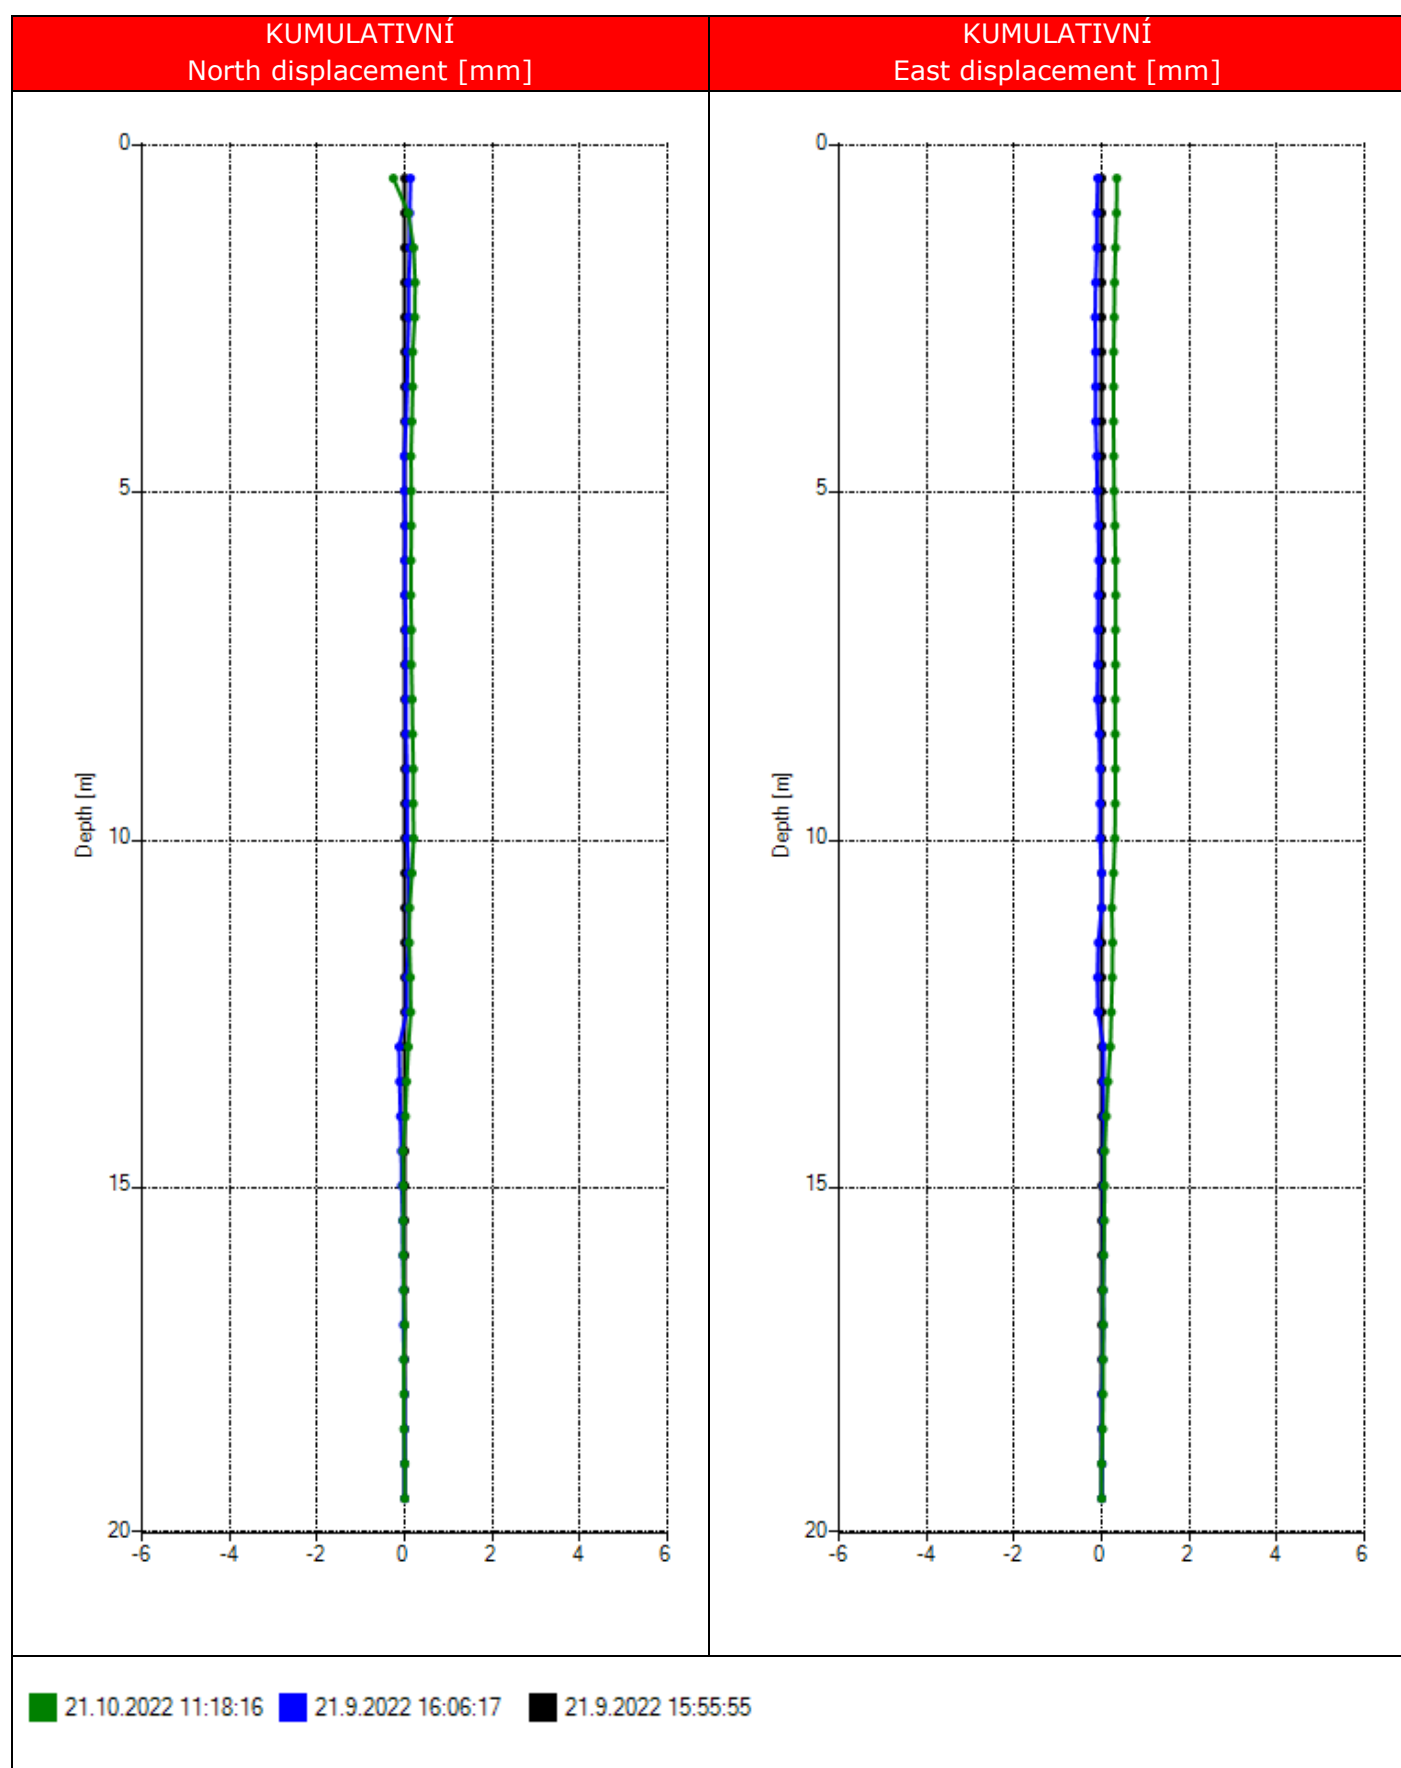 KUMULATIVNÍ
North displacement [mm]
KUMULATIVNÍ
East displacement [mm]
0
5
10
15
20
Depth [m]
-6 -4 -2 0 2 4 6
0
5
10
15
20
Depth [m]
-6 -4 -2 0 2 4 6
21.10.2022 11:18:16 21.9.2022 16:06:17 21.9.2022 15:55:55